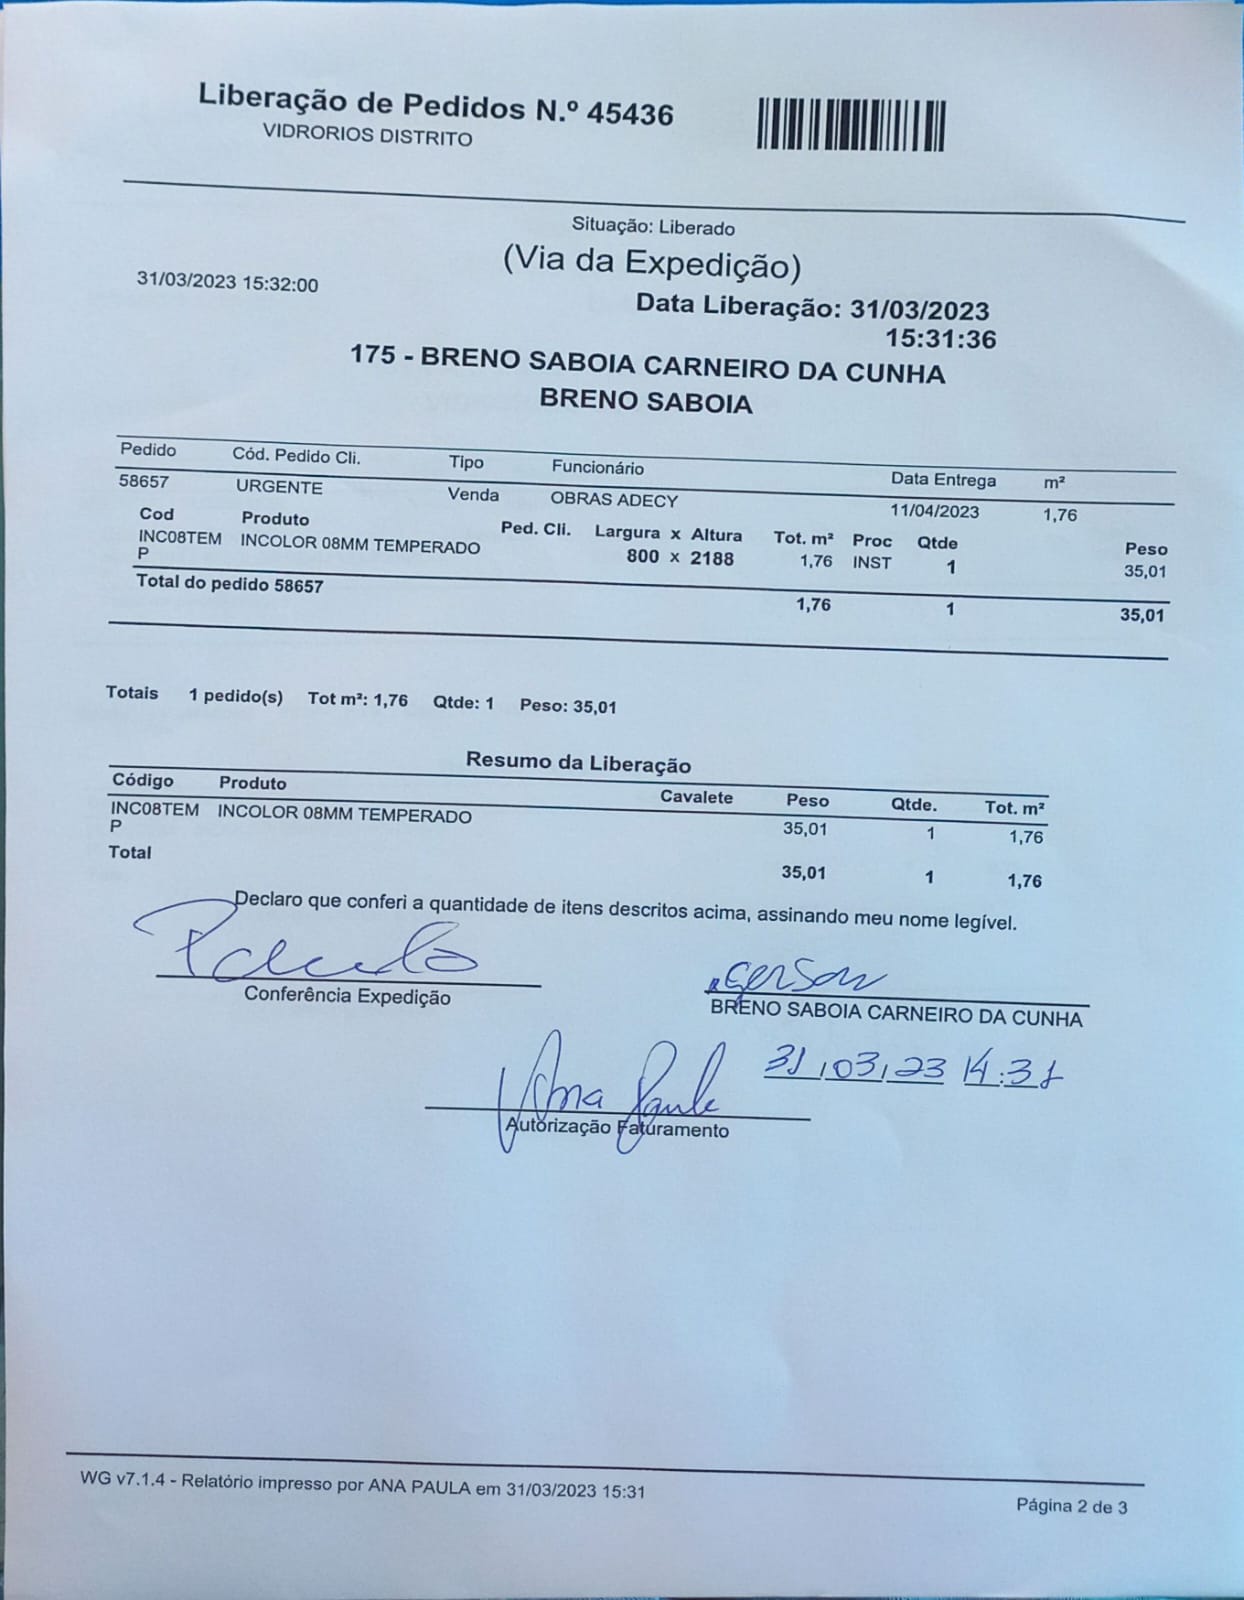 Liberação de Pedidos N.º 45436
VIDRORIOS DISTRITO
Situação: Liberado
(Via da Expedição)
31/03/2023 15:32:00
Data Liberação: 31/03/2023
15:31:36
175 - BRENO SABOIA CARNEIRO DA CUNHA
BRENO SABOIA
Pedido Cód. Pedido Cli. Tipo Funcionário Data Entrega m²
58657 URGENTE Venda OBRAS ADECY 11/04/2023 1,76
Cod Produto Ped. Cli. Largura x Altura Tot. m² Proc Qtde Peso
INC08TEM INCOLOR 08MM TEMPERADO 800 x 2188 1,76 INST 1 35,01
P
Total do pedido 58657 1,76 1 35,01
Totais 1 pedido(s) Tot m²: 1,76 Qtde: 1 Peso: 35,01
Resumo da Liberação
Código Produto Cavalete Peso Qtde. Tot. m²
INC08TEM INCOLOR 08MM TEMPERADO 35,01 1 1,76
P
Total 35,01 1 1,76
Declaro que conferi a quantidade de itens descritos acima, assinando meu nome legível.
Gerson
Conferência Expedição BRENO SABOIA CARNEIRO DA CUNHA
31/03/23 14:31
Ana Paula
Autorização Faturamento
WG v7.1.4 - Relatório impresso por ANA PAULA em 31/03/2023 15:31
Página 2 de 3